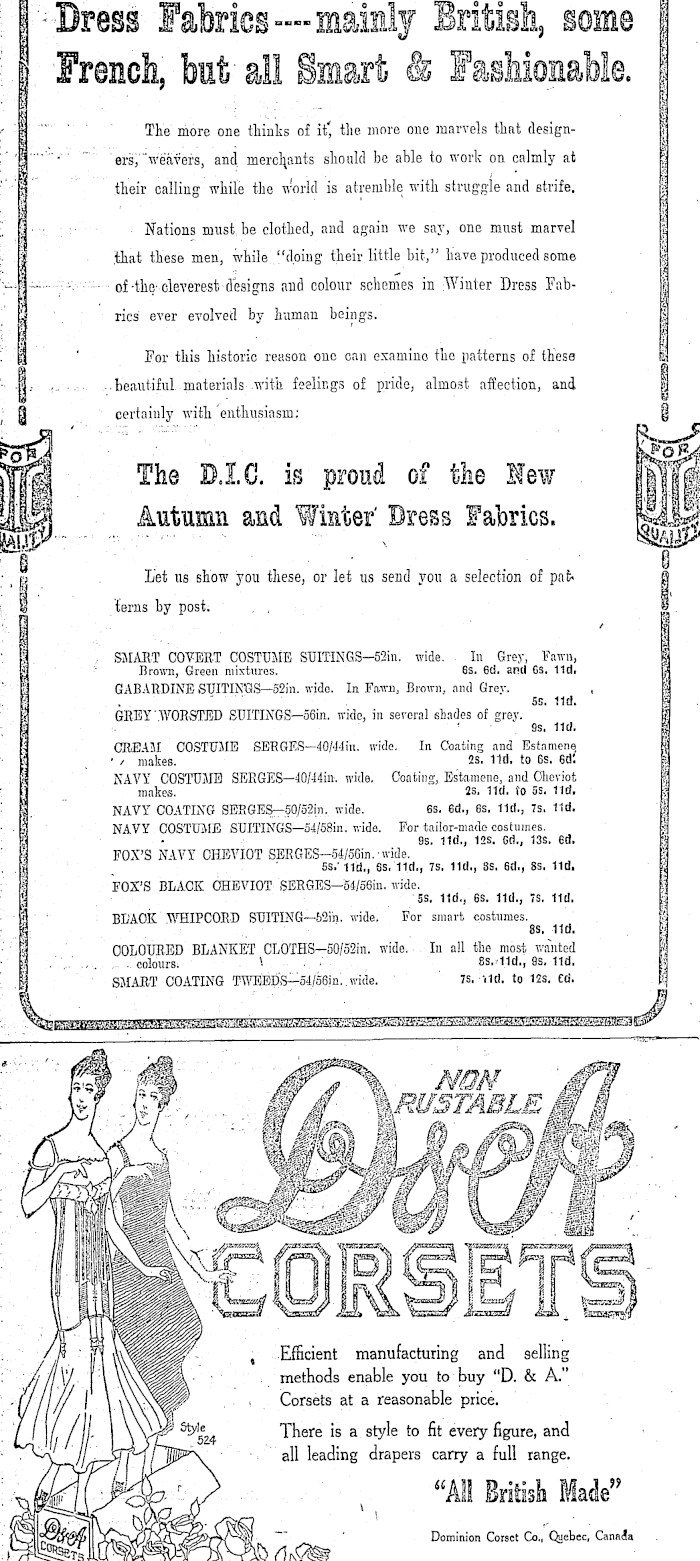 Dress Fabrics----mainly British, some
French, but all Smart & Fashionable.
The more one thinks of it, the more one marvels that design-
ers, weavers, and merchants should be able to work on calmly at
their calling while the world is atremble with struggle and strife.
Nations must be clothed, and again we say, one must marvel
that these men, while "doing their little bit," have produced some
of the cleverest designs and colour schemes in Winter Dress Fab-
rics ever evolved by human beings.
For this historic reason one can examine the patterns of these
beautiful materials with feelings of pride, almost affection, and
certainly with enthusiasm:
FOR
DIC
QUALITY
FOR
DIC
QUALITY
The D.I.C. is proud of the New
Autumn and Winter Dress Fabrics.
Let us show you these, or let us send you a selection of pat-
terns by post.
SMART COVERT COSTUME SUITINGS—52in. wide. In Grey, Fawn,
Brown, Green mixtures. 6s. 6d. and 6s. 11d.
GABARDINE SUITINGS—52in. wide. In Fawn, Brown, and Grey.
5s. 11d.
GREY WORSTED SUITINGS—56in. wide, in several shades of grey.
9s. 11d.
CREAM COSTUME SERGES—40/44in. wide. In Coating and Estamene
makes. 2s. 11d. to 6s. 6d.
NAVY COSTUME SERGES—40/44in. wide. Coating, Estamene, and Cheviot
makes. 2s. 11d. to 5s. 11d.
NAVY COATING SERGES—50/52in. wide. 6s. 6d., 6s. 11d., 7s. 11d.
NAVY COSTUME SUITINGS—54/58in. wide. For tailor-made costumes.
9s. 11d., 12s. 6d., 13s. 6d.
FOX'S NAVY CHEVIOT SERGES—54/56in. wide.
5s. 11d., 6s. 11d., 7s. 11d., 8s. 6d., 8s. 11d.
FOX'S BLACK CHEVIOT SERGES—54/56in. wide.
5s. 11d., 6s. 11d., 7s. 11d.
BLACK WHIPCORD SUITING—52in. wide. For smart costumes.
8s. 11d.
COLOURED BLANKET CLOTHS—50/52in. wide. In all the most wanted
colours. 8s. 11d., 9s. 11d.
SMART COATING TWEEDS—54/56in. wide. 7s. 11d. to 12s. 6d.
NON
RUSTABLE
D&A
CORSETS
Efficient manufacturing and selling
methods enable you to buy "D. & A."
Corsets at a reasonable price.
There is a style to fit every figure, and
all leading drapers carry a full range.
Style
524
"All British Made"
D&A
CORSETS
Dominion Corset Co., Quebec, Canada